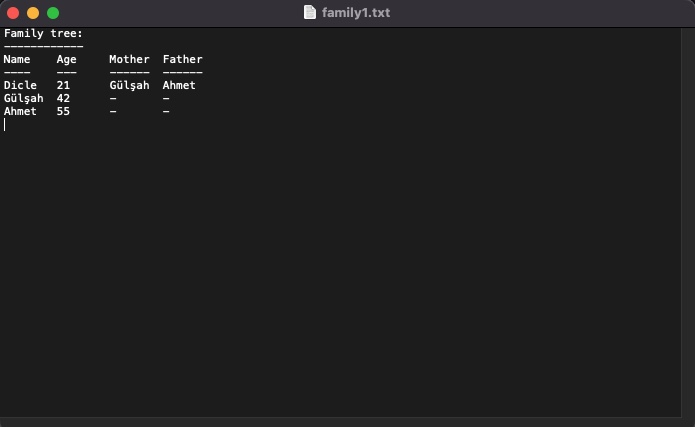 family1.txt
Family tree:
------------
Name    Age     Mother  Father
----    ---     ------  ------
Dicle   21      Gülşah  Ahmet
Gülşah  42      -       -
Ahmet   55      -       -